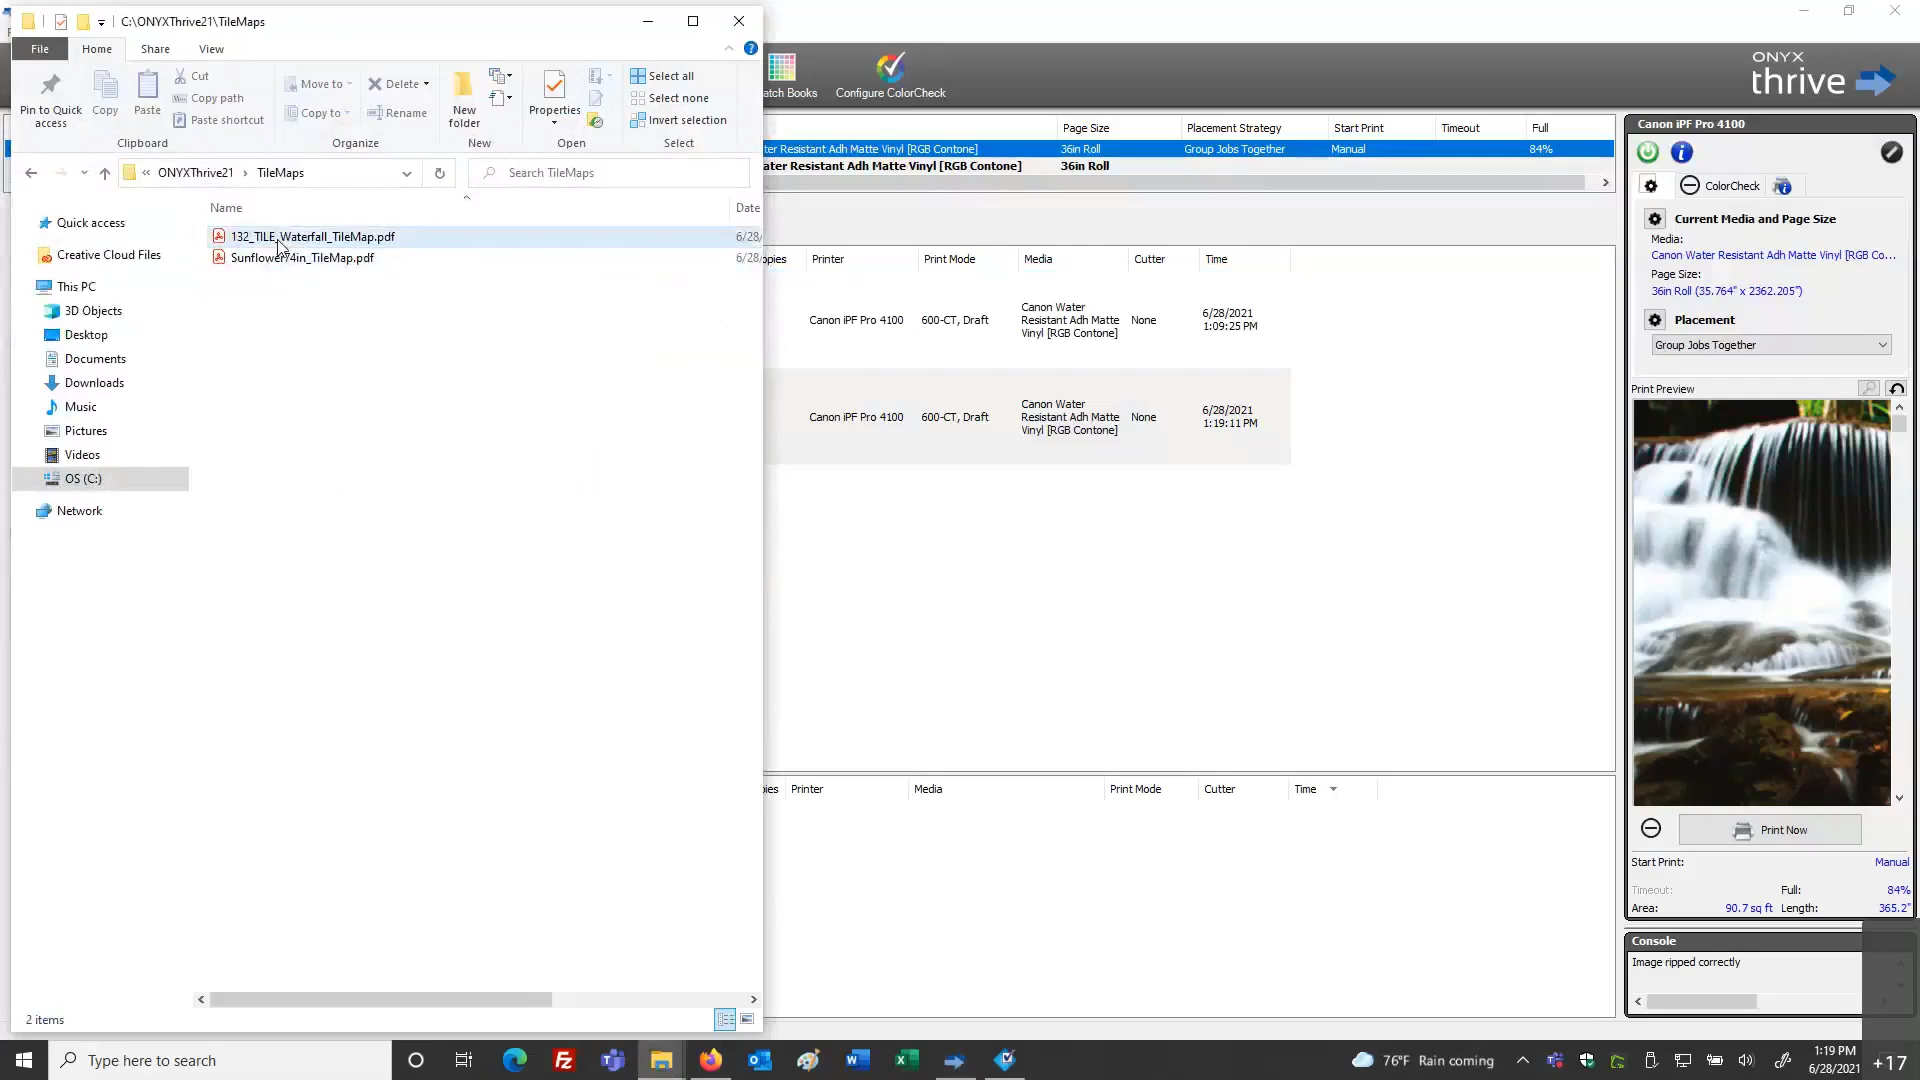 C:\ONYXThrive21\TileMaps
File
Home
Share
View
Pin to Quick access
Copy
Paste
Cut
Copy path
Paste shortcut
Move to
Copy to
Delete
Rename
New folder
Properties
Select all
Select none
Invert selection
Clipboard
Organize
New
Open
Select
« ONYXThrive21 › TileMaps
Search TileMaps
Name
Date
132_TILE_Waterfall_TileMap.pdf
6/28/
Sunflower74in_TileMap.pdf
6/28/
Quick access
Creative Cloud Files
This PC
3D Objects
Desktop
Documents
Downloads
Music
Pictures
Videos
OS (C:)
Network
2 items
atch Books
Configure ColorCheck
ONYX
thrive
Page Size
Placement Strategy
Start Print
Timeout
Full
ter Resistant Adh Matte Vinyl [RGB Contone]
36in Roll
Group Jobs Together
Manual
84%
ater Resistant Adh Matte Vinyl [RGB Contone]
36in Roll
opies
Printer
Print Mode
Media
Cutter
Time
Canon iPF Pro 4100
600-CT, Draft
Canon Water
Resistant Adh Matte
Vinyl [RGB Contone]
None
6/28/2021
1:09:25 PM
Canon iPF Pro 4100
600-CT, Draft
Canon Water
Resistant Adh Matte
Vinyl [RGB Contone]
None
6/28/2021
1:19:11 PM
pies
Printer
Media
Print Mode
Cutter
Time
Canon iPF Pro 4100
ColorCheck
Current Media and Page Size
Media:
Canon Water Resistant Adh Matte Vinyl [RGB Co...
Page Size:
36in Roll (35.764" x 2362.205")
Placement
Group Jobs Together
Print Preview
Print Now
Start Print:
Manual
Timeout:
Full:
84%
Area:
90.7 sq ft
Length:
365.2"
Console
Image ripped correctly
Type here to search
76°F Rain coming
1:19 PM
6/28/2021
+17